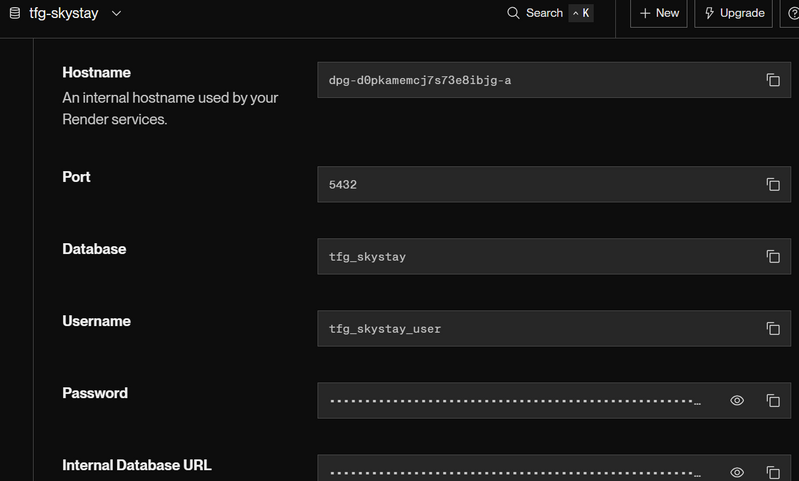 tfg-skystay
Search ^ K
+ New
Upgrade
Hostname
An internal hostname used by your
Render services.
dpg-d0pkamemcj7s73e8ibjg-a
Port
5432
Database
tfg_skystay
Username
tfg_skystay_user
Password
Internal Database URL